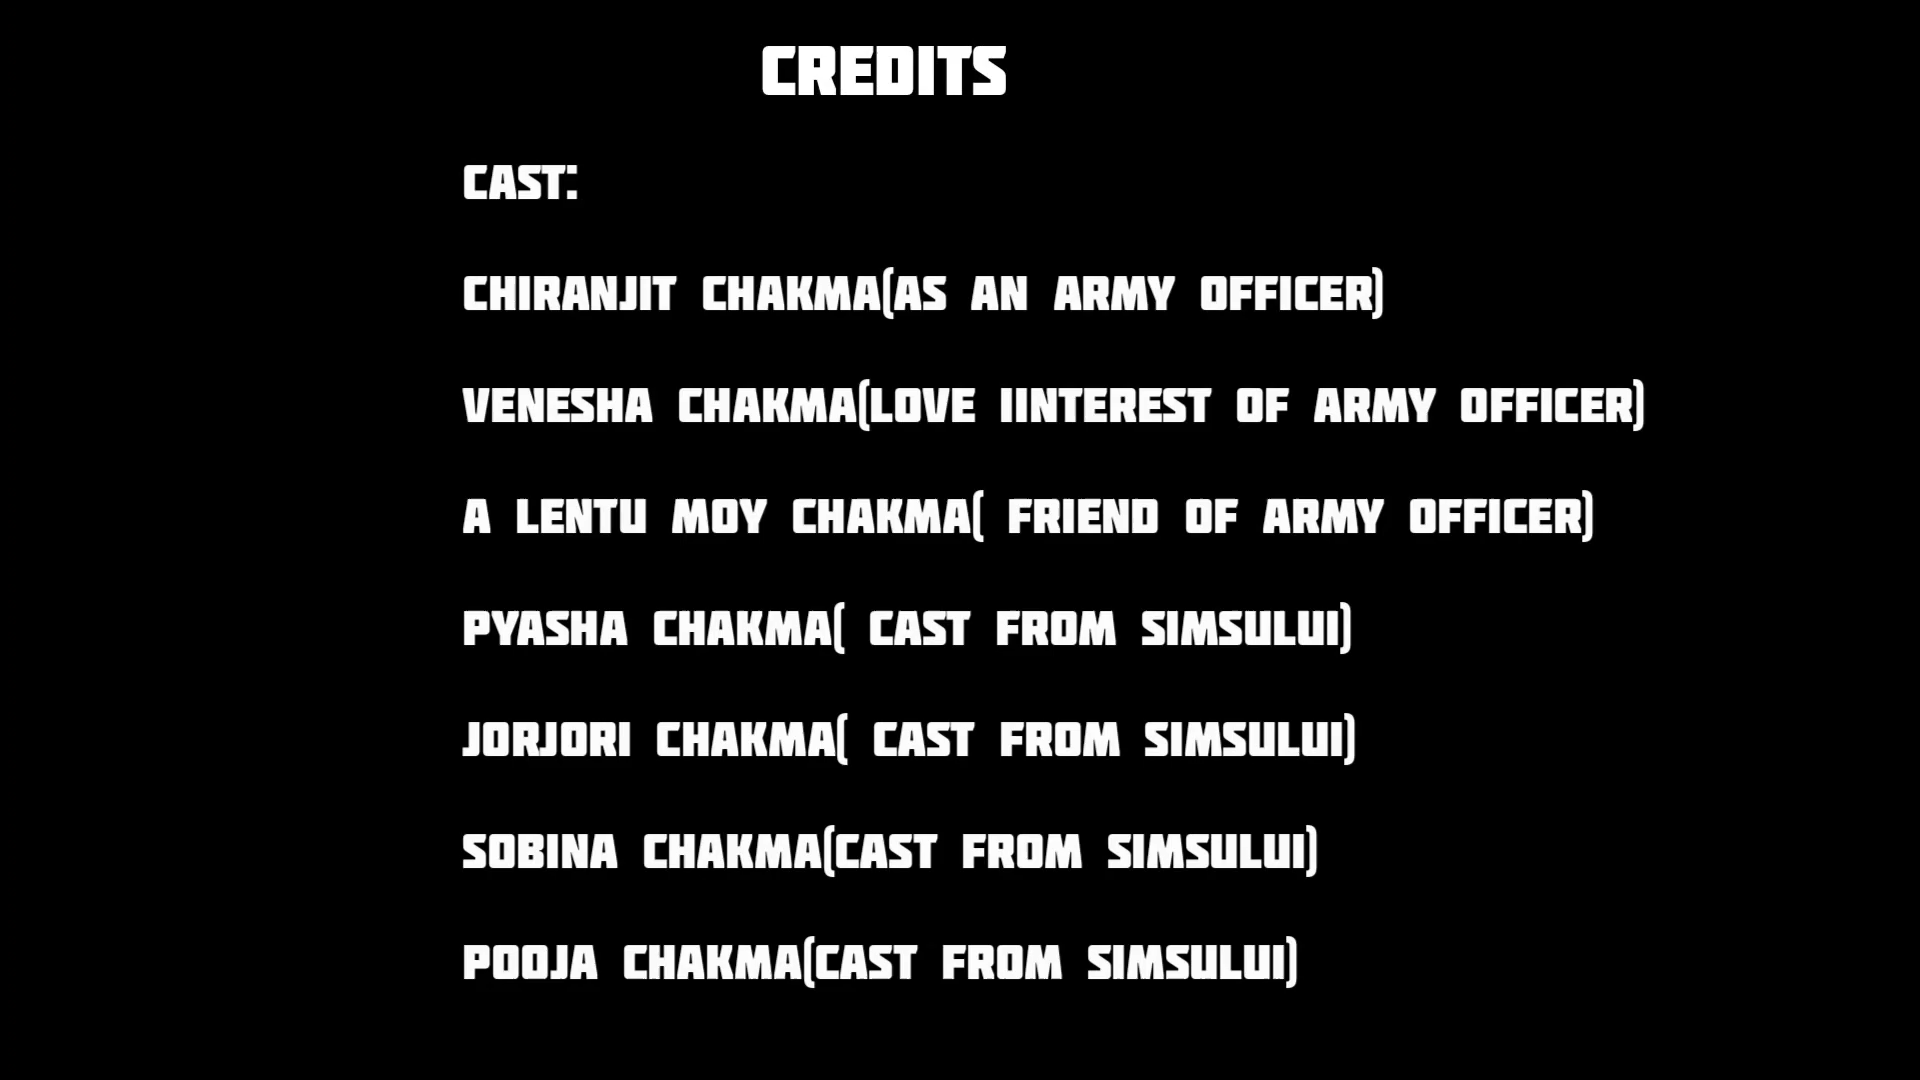 CREDITS
CAST:
CHIRANJIT CHAKMA(AS AN ARMY OFFICER)
VENESHA CHAKMA(LOVE IINTEREST OF ARMY OFFICER)
A LENTU MOY CHAKMA( FRIEND OF ARMY OFFICER)
PYASHA CHAKMA( CAST FROM SIMSULUI)
JORJORI CHAKMA( CAST FROM SIMSULUI)
SOBINA CHAKMA(CAST FROM SIMSULUI)
POOJA CHAKMA(CAST FROM SIMSULUI)